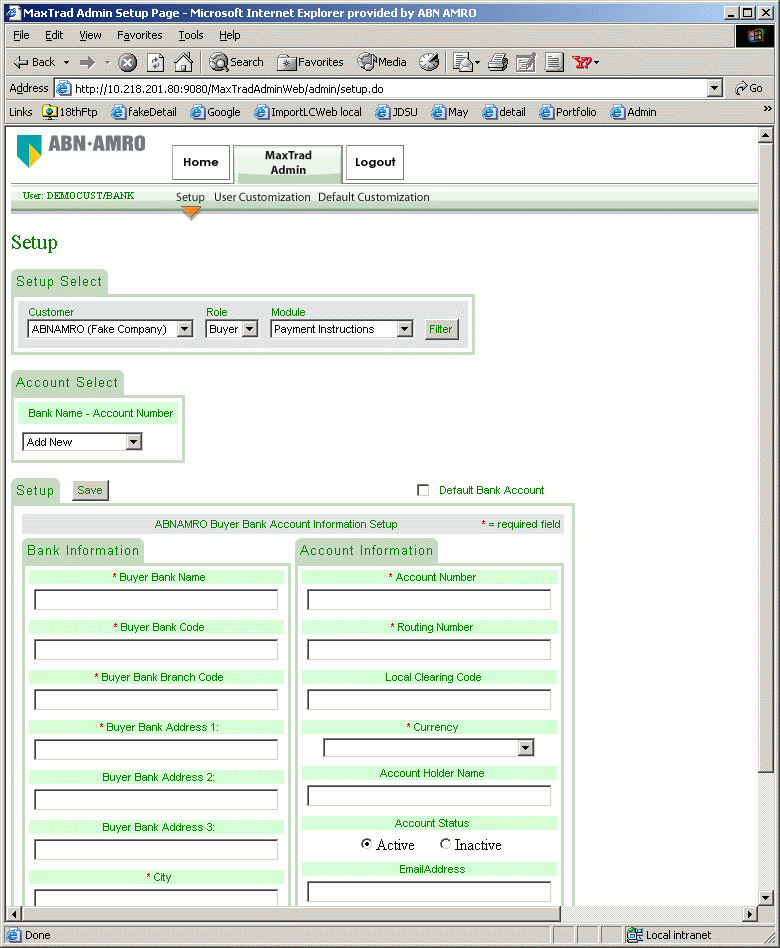 MaxTrad Admin Setup Page - Microsoft Internet Explorer provided by ABN AMRO
File Edit View Favorites Tools Help
Back Search Favorites Media
Address http://10.218.201.80:9080/MaxTradAdminWeb/admin/setup.do Go
Links 18thFtp fakeDetail Google ImportLCWeb local JDSU May detail Portfolio Admin »
ABN·AMRO
Home
MaxTrad Admin
Logout
User: DEMOCUST/BANK
Setup User Customization Default Customization
Setup
Setup Select
Customer Role Module
ABNAMRO (Fake Company) Buyer Payment Instructions Filter
Account Select
Bank Name - Account Number
Add New
Setup Save Default Bank Account
ABNAMRO Buyer Bank Account Information Setup * = required field
Bank Information Account Information
* Buyer Bank Name * Account Number
* Buyer Bank Code * Routing Number
* Buyer Bank Branch Code Local Clearing Code
* Buyer Bank Address 1: * Currency
Buyer Bank Address 2: Account Holder Name
Buyer Bank Address 3: Account Status
Active Inactive
* City EmailAddress
Done Local intranet